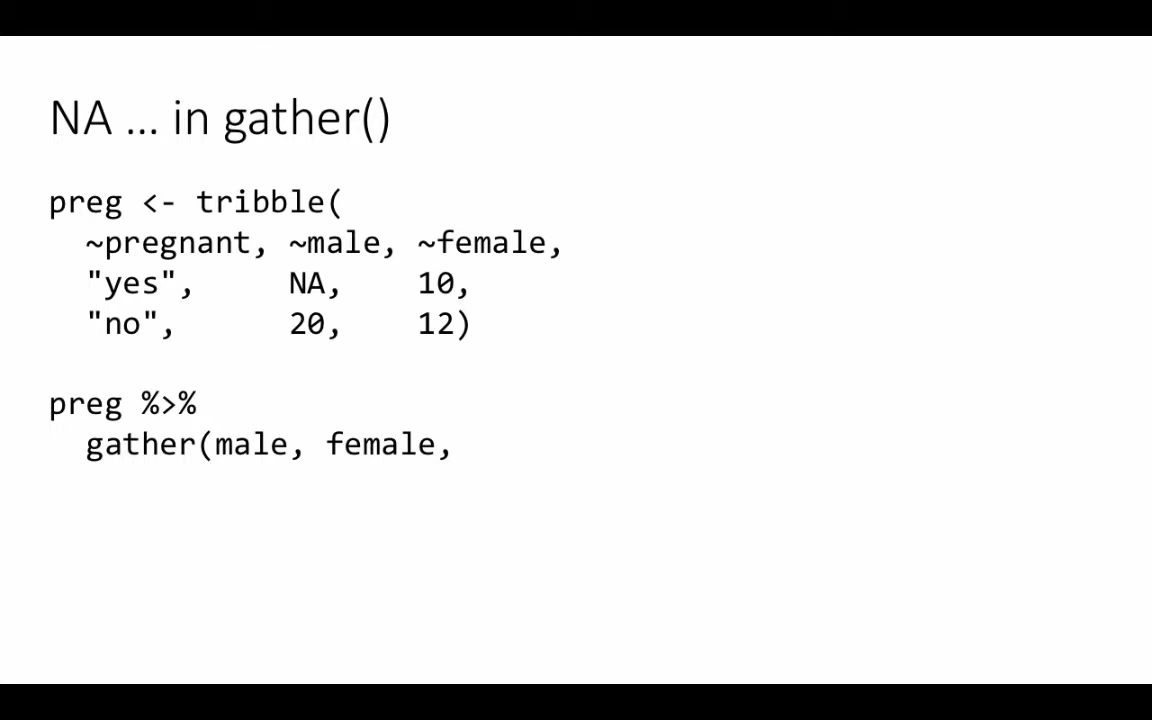 NA … in gather()
preg <- tribble(
  ~pregnant, ~male, ~female,
  "yes",     NA,    10,
  "no",      20,    12)
preg %>%
  gather(male, female,